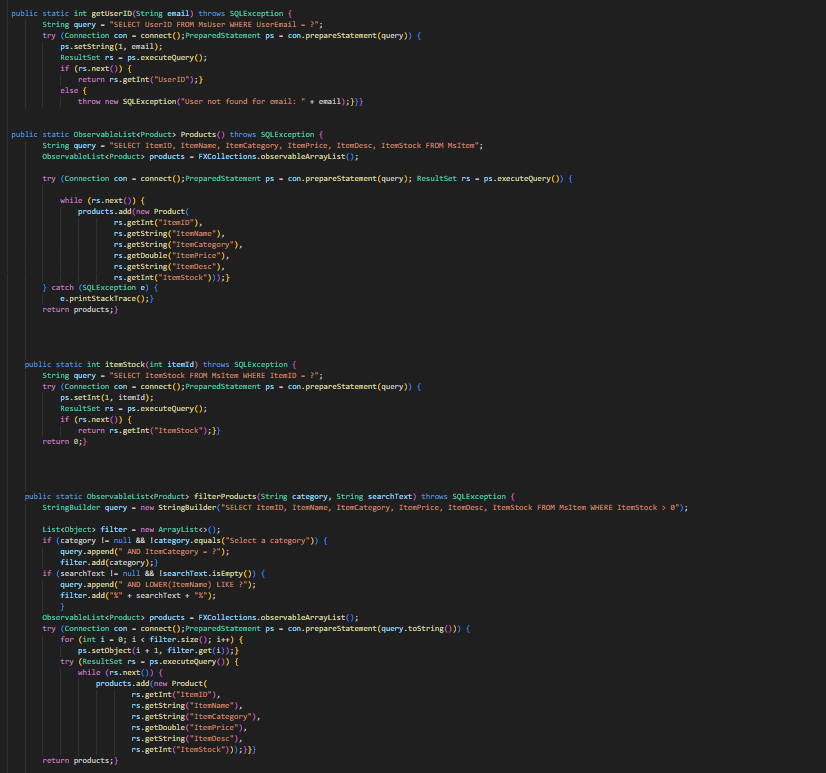 public static int getUserID(String email) throws SQLException {
String query = "SELECT UserID FROM MsUser WHERE UserEmail = ?";
try (Connection con = connect();PreparedStatement ps = con.prepareStatement(query)) {
ps.setString(1, email);
ResultSet rs = ps.executeQuery();
if (rs.next()) {
return rs.getInt("UserID");}
else {
throw new SQLException("User not found for email: " + email);}}}
public static ObservableList<Product> Products() throws SQLException {
String query = "SELECT ItemID, ItemName, ItemCategory, ItemPrice, ItemDesc, ItemStock FROM MsItem";
ObservableList<Product> products = FXCollections.observableArrayList();
try (Connection con = connect();PreparedStatement ps = con.prepareStatement(query); ResultSet rs = ps.executeQuery()) {
while (rs.next()) {
products.add(new Product(
rs.getInt("ItemID"),
rs.getString("ItemName"),
rs.getString("ItemCategory"),
rs.getDouble("ItemPrice"),
rs.getString("ItemDesc"),
rs.getInt("ItemStock")));}
} catch (SQLException e) {
e.printStackTrace();}
return products;}
public static int itemStock(int itemId) throws SQLException {
String query = "SELECT ItemStock FROM MsItem WHERE ItemID = ?";
try (Connection con = connect();PreparedStatement ps = con.prepareStatement(query)) {
ps.setInt(1, itemId);
ResultSet rs = ps.executeQuery();
if (rs.next()) {
return rs.getInt("ItemStock");}}
return 0;}
public static ObservableList<Product> filterProducts(String category, String searchText) throws SQLException {
StringBuilder query = new StringBuilder("SELECT ItemID, ItemName, ItemCategory, ItemPrice, ItemDesc, ItemStock FROM MsItem WHERE ItemStock > 0");
List<Object> filter = new ArrayList<>();
if (category != null && !category.equals("Select a category")) {
query.append(" AND ItemCategory = ?");
filter.add(category);}
if (searchText != null && !searchText.isEmpty()) {
query.append(" AND LOWER(ItemName) LIKE ?");
filter.add("%" + searchText + "%");
}
ObservableList<Product> products = FXCollections.observableArrayList();
try (Connection con = connect();PreparedStatement ps = con.prepareStatement(query.toString())) {
for (int i = 0; i < filter.size(); i++) {
ps.setObject(i + 1, filter.get(i));}
try (ResultSet rs = ps.executeQuery()) {
while (rs.next()) {
products.add(new Product(
rs.getInt("ItemID"),
rs.getString("ItemName"),
rs.getString("ItemCategory"),
rs.getDouble("ItemPrice"),
rs.getString("ItemDesc"),
rs.getInt("ItemStock")));}}}
return products;}